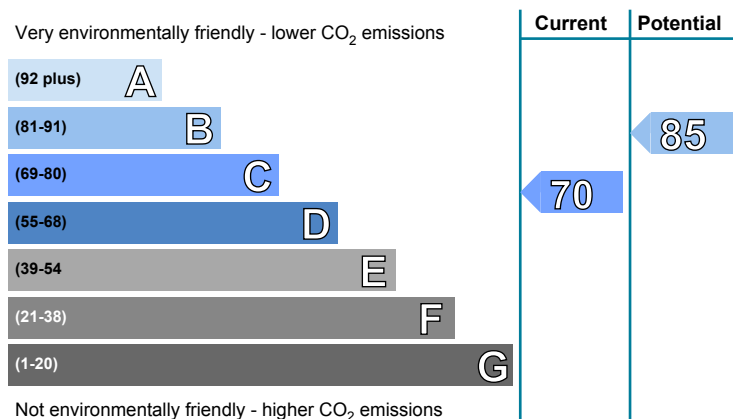 Very environmentally friendly - lower CO2 emissions
Current
Potential
(92 plus) A
(81-91) B
85
(69-80) C
70
(55-68) D
(39-54 E
(21-38) F
(1-20) G
Not environmentally friendly - higher CO2 emissions